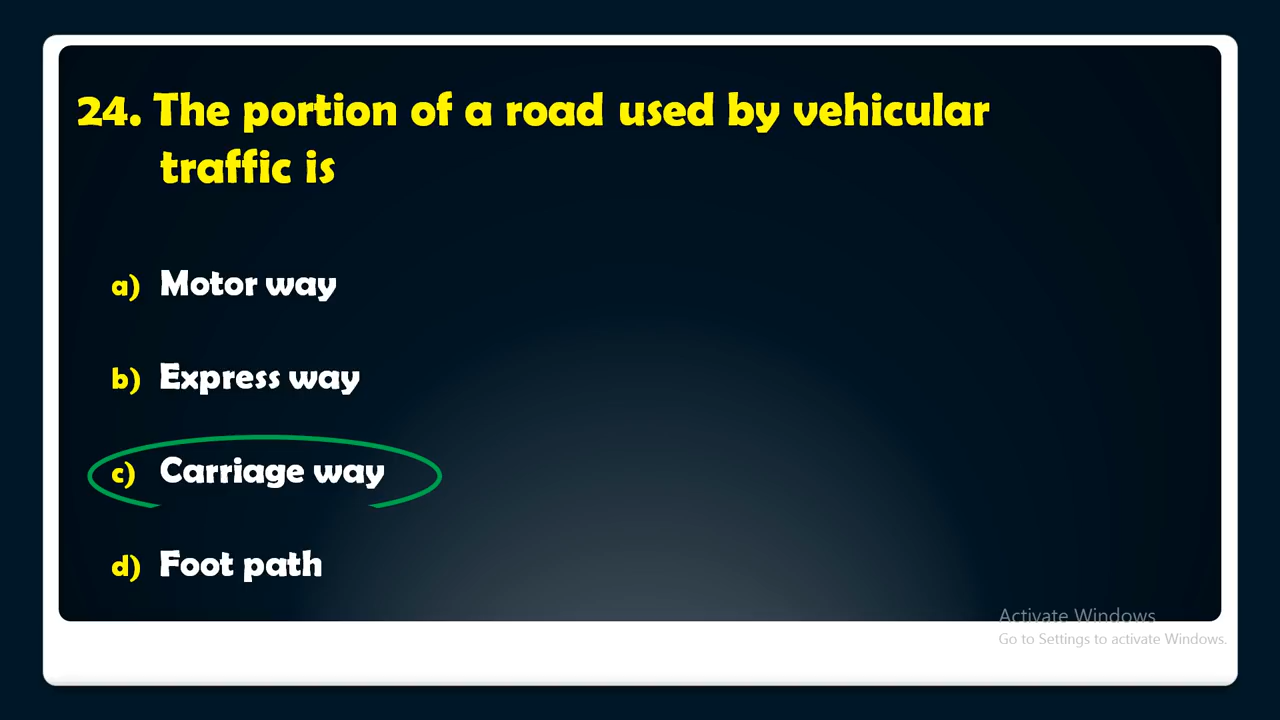 24. The portion of a road used by vehicular
traffic is
a) Motor way
b) Express way
c) Carriage way
d) Foot path
Activate Windows
Go to Settings to activate Windows.